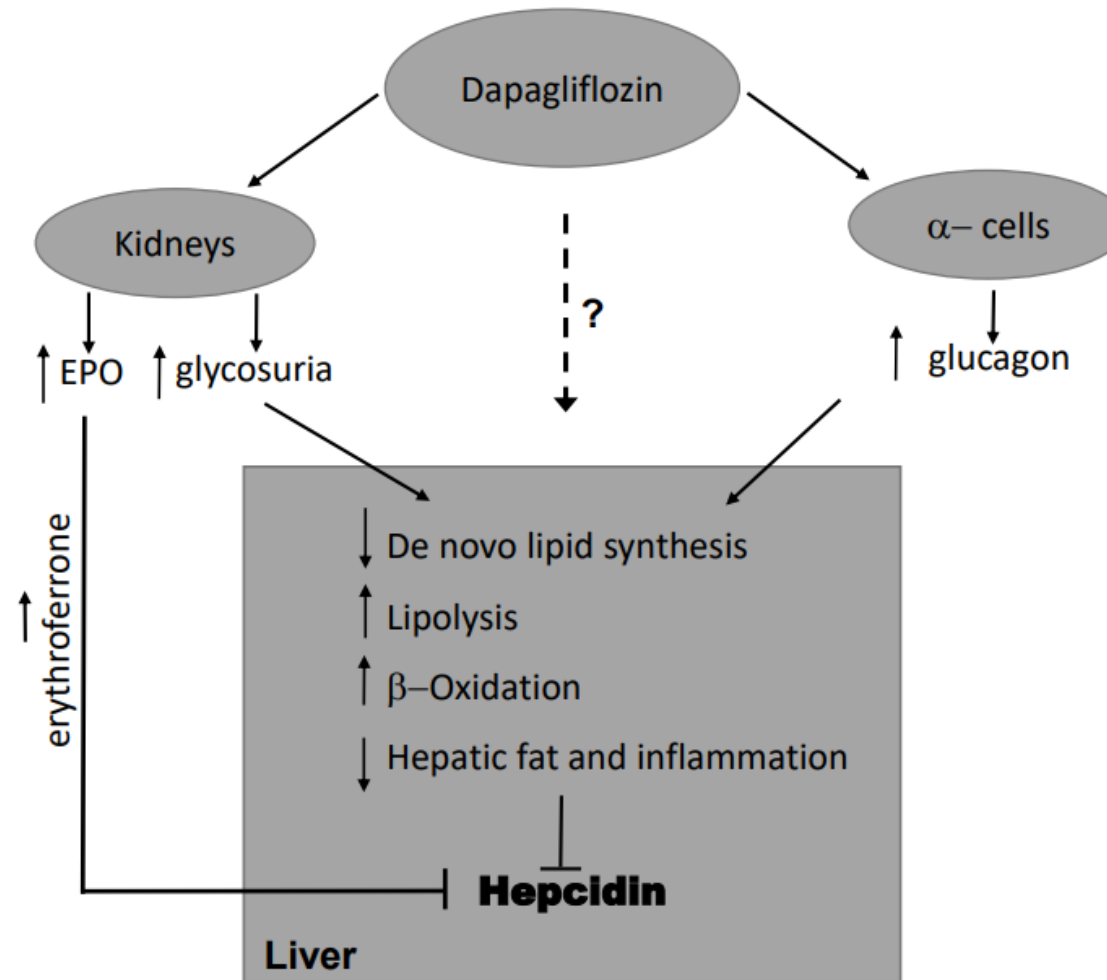 Dapagliflozin
Kidneys
α– cells
?
EPO
glycosuria
glucagon
erythroferrone
De novo lipid synthesis
Lipolysis
β–Oxidation
Hepatic fat and inflammation
Hepcidin
Liver